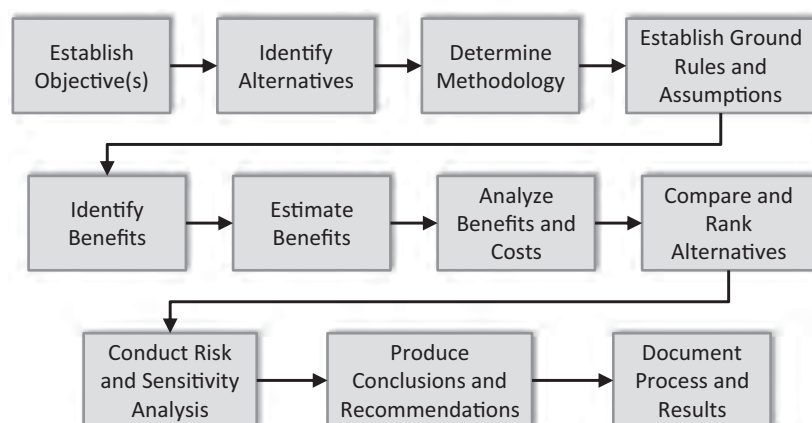 Establish
Objective(s)
Identify
Alternatives
Determine
Methodology
Establish Ground
Rules and
Assumptions
Identify
Benefits
Estimate
Benefits
Analyze
Benefits and
Costs
Compare and
Rank
Alternatives
Conduct Risk
and Sensitivity
Analysis
Produce
Conclusions and
Recommendations
Document
Process and
Results